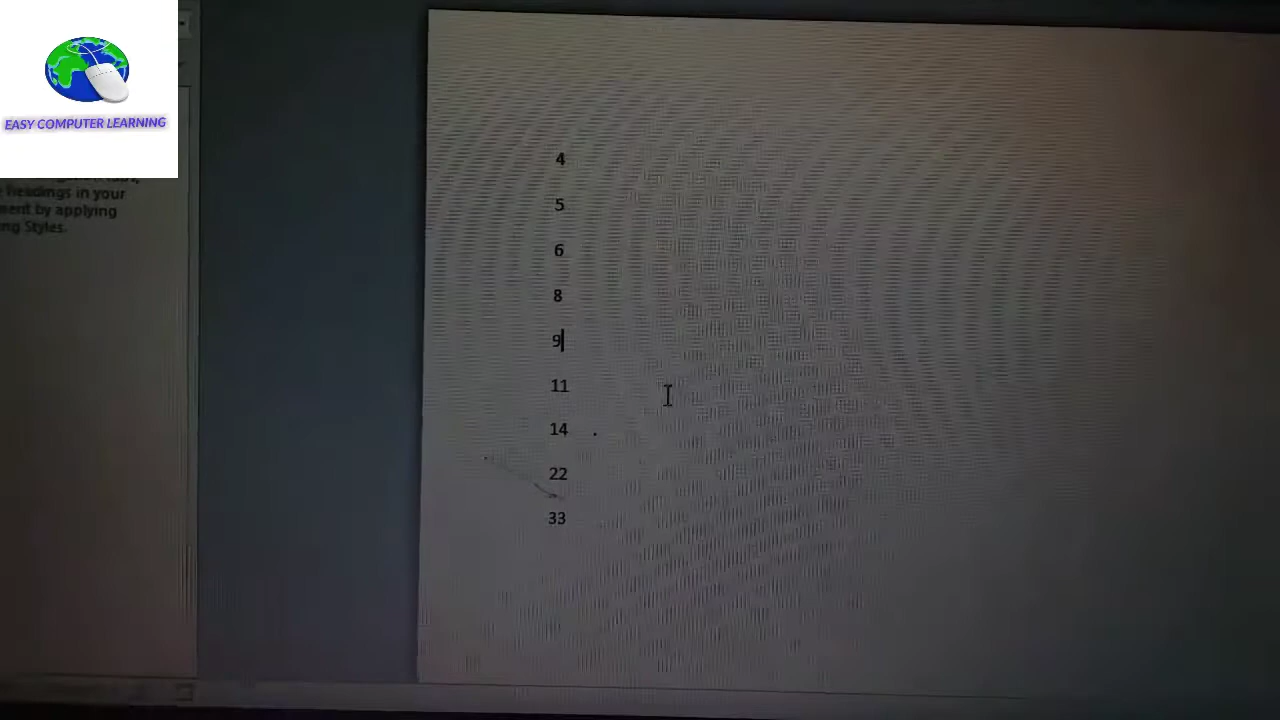 EASY COMPUTER LEARNING
headings in your
ment by applying
ng Styles.
4
5
6
8
9
11
14
22
33